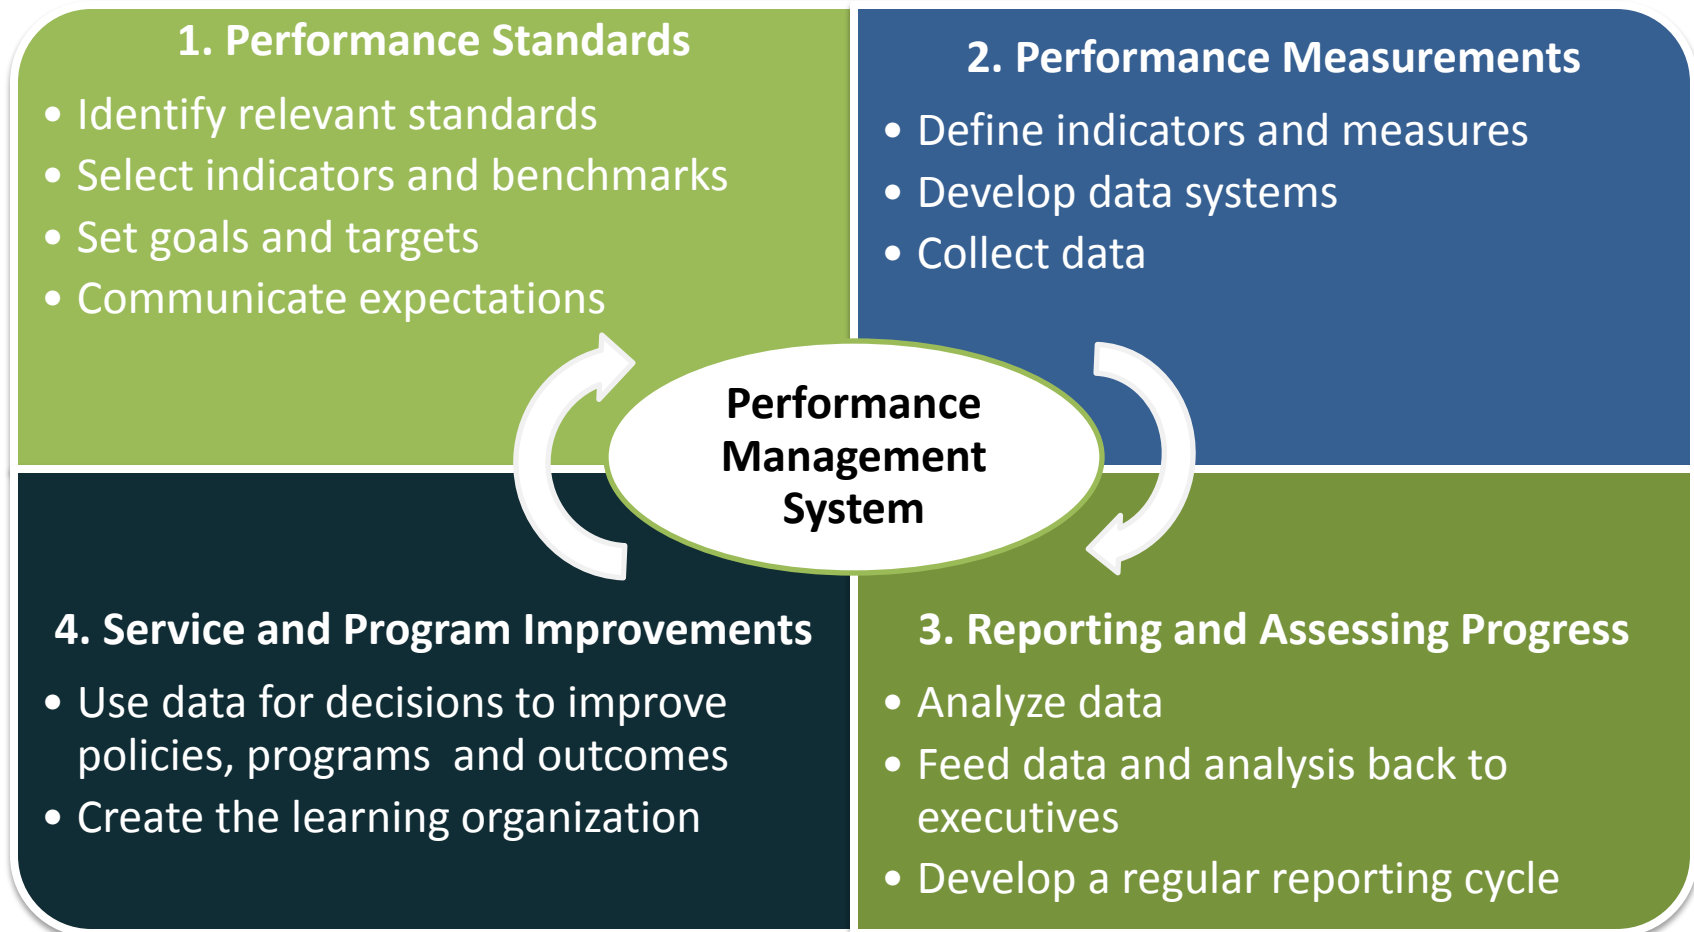 1. Performance Standards
• Identify relevant standards
• Select indicators and benchmarks
• Set goals and targets
• Communicate expectations
2. Performance Measurements
• Define indicators and measures
• Develop data systems
• Collect data
Performance
Management
System
4. Service and Program Improvements
• Use data for decisions to improve
policies, programs  and outcomes
• Create the learning organization
3. Reporting and Assessing Progress
• Analyze data
• Feed data and analysis back to
executives
• Develop a regular reporting cycle